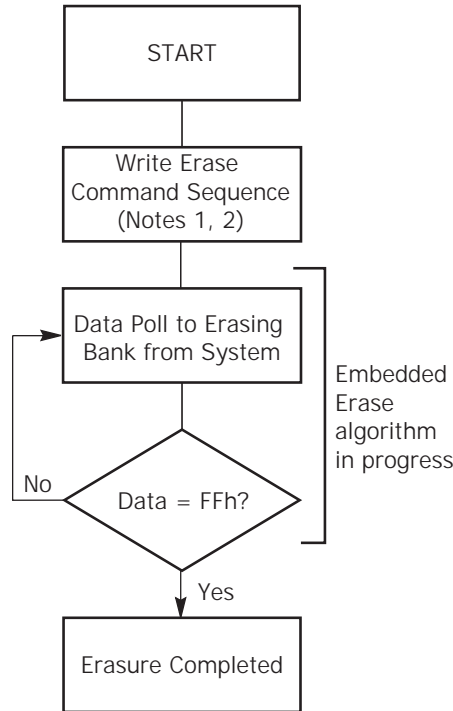 START
Write Erase
Command Sequence
(Notes 1, 2)
Data Poll to Erasing
Bank from System
Embedded
Erase
algorithm
in progress
No
Data = FFh?
Yes
Erasure Completed